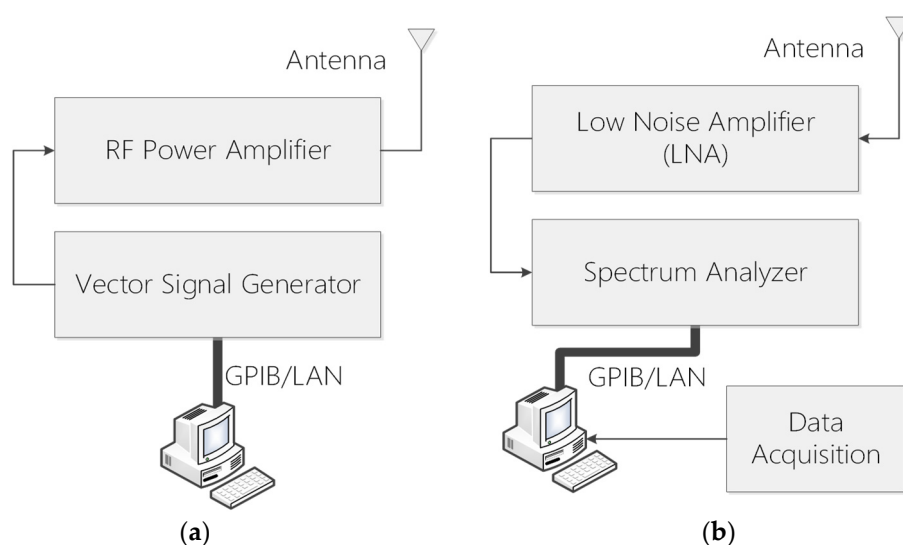 Antenna
RF Power Amplifier
Vector Signal Generator
GPIB/LAN
(a)
Antenna
Low Noise Amplifier
(LNA)
Spectrum Analyzer
GPIB/LAN
Data
Acquisition
(b)